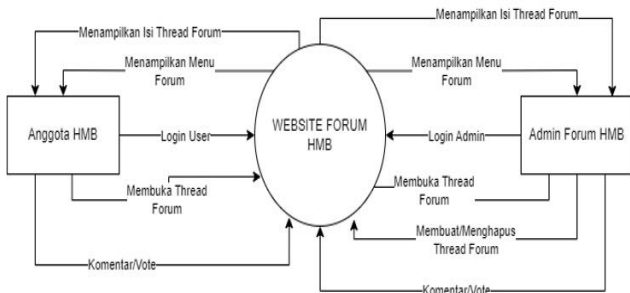 Menampilkan Isi Thread Forum
Menampilkan Isi Thread Forum
Menampilkan Menu
Forum
Menampilkan Menu
Forum
Anggota HMB
Login User
WEBSITE FORUM
HMB
Login Admin
Admin Forum HMB
Membuka Thread
Forum
Membuka Thread
Forum
Membuat/Menghapus
Thread Forum
Komentar/Vote
Komentar/Vote